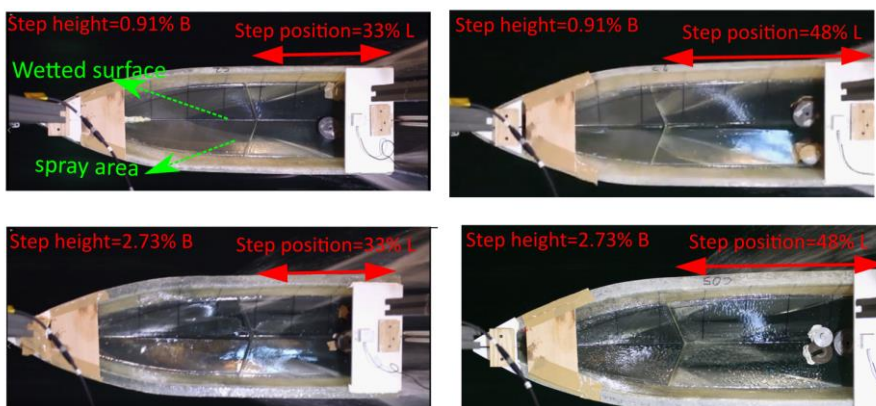 Step height=0.91% B
Step position=33% L
Wetted surface
spray area
Step height=0.91% B
Step position=48% L
Step height=2.73% B
Step position=33% L
Step height=2.73% B
Step position=48% L